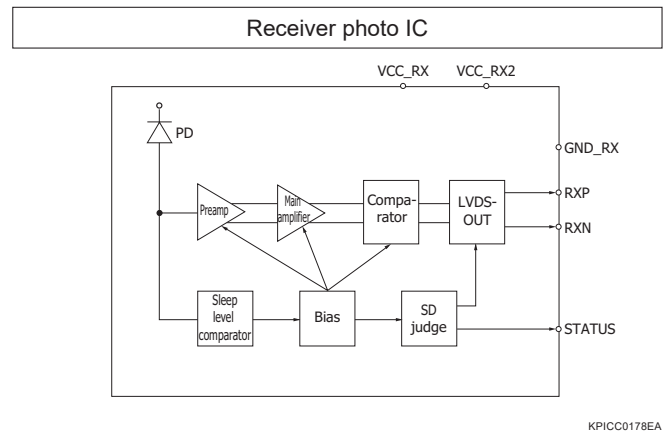 Receiver photo IC
VCC_RX
VCC_RX2
PD
GND_RX
Preamp
Main
amplifier
Compa-
rator
LVDS-
OUT
RXP
RXN
Sleep
level
comparator
Bias
SD
judge
STATUS
KPICC0178EA